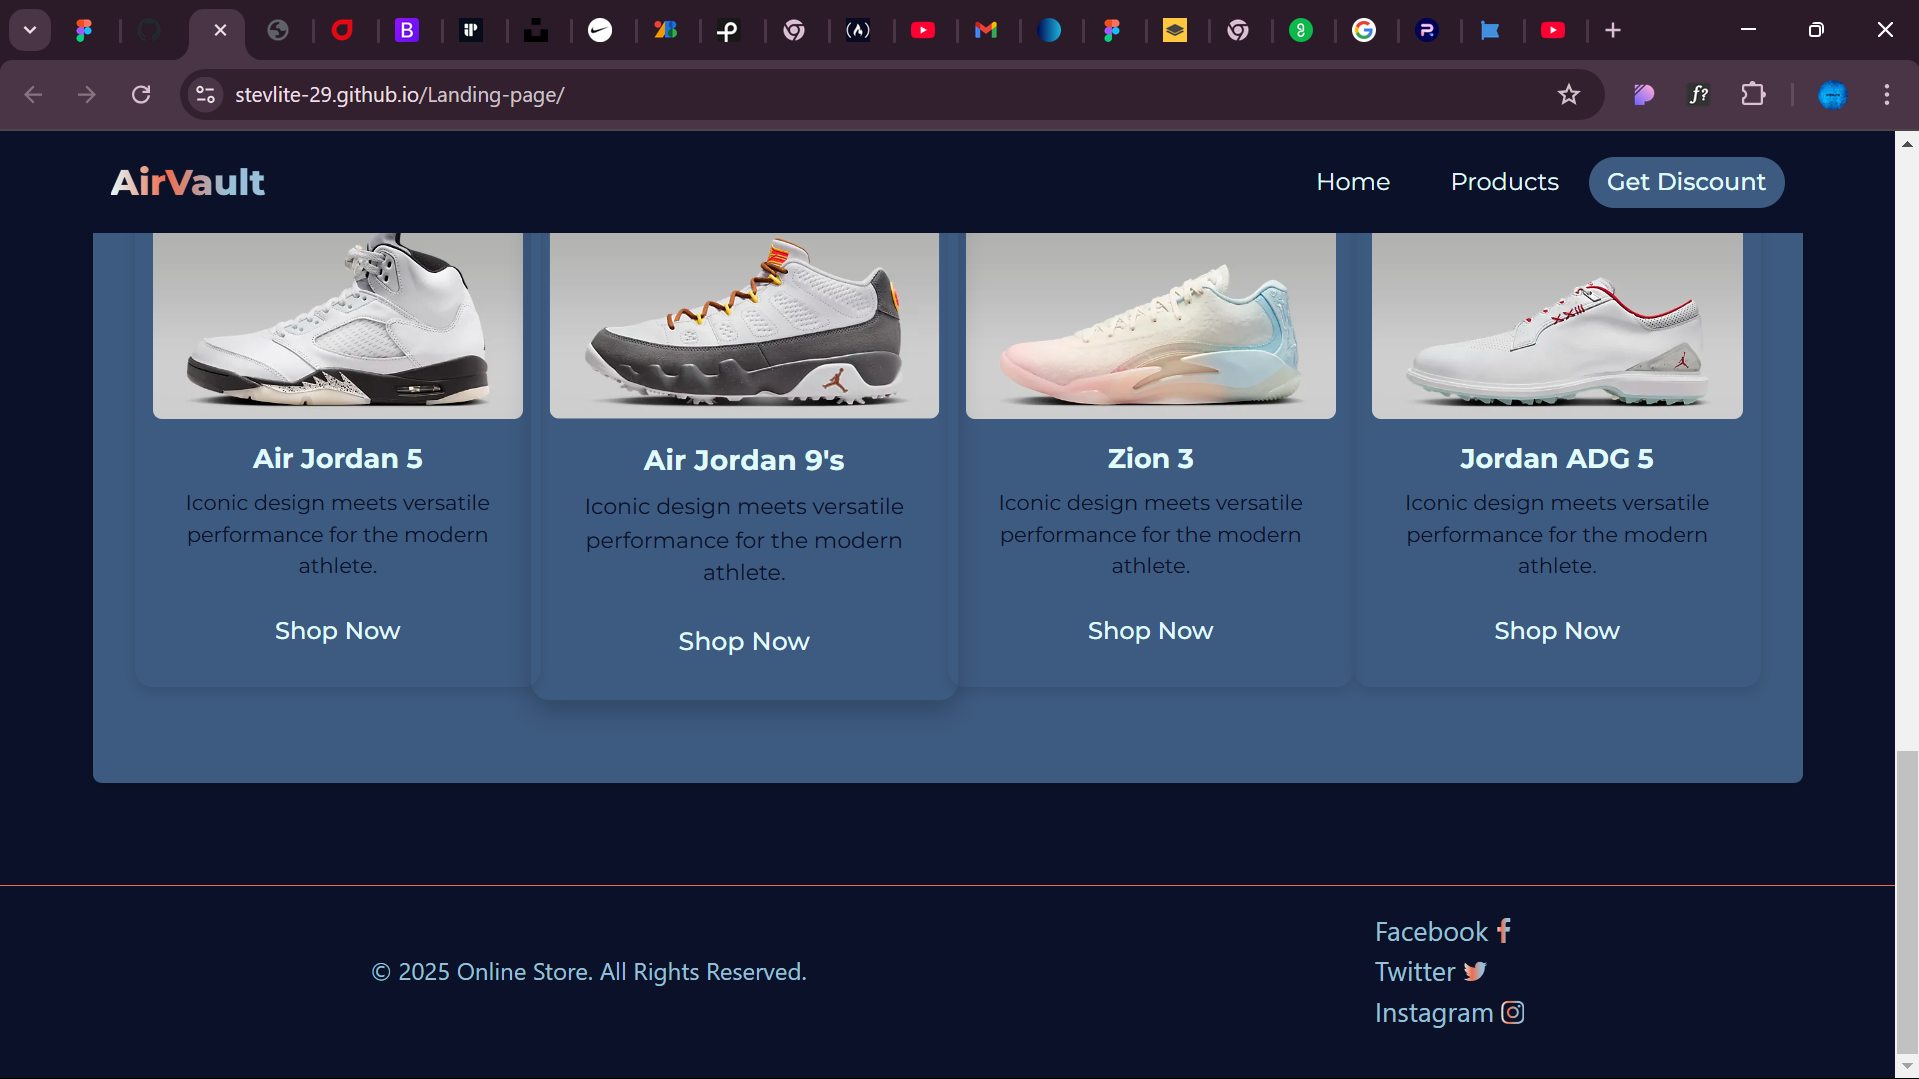 stevlite-29.github.io/Landing-page/
AirVault
Home
Products
Get Discount
Air Jordan 5
Iconic design meets versatile
performance for the modern
athlete.
Shop Now
Air Jordan 9's
Iconic design meets versatile
performance for the modern
athlete.
Shop Now
Zion 3
Iconic design meets versatile
performance for the modern
athlete.
Shop Now
Jordan ADG 5
Iconic design meets versatile
performance for the modern
athlete.
Shop Now
© 2025 Online Store. All Rights Reserved.
Facebook
Twitter
Instagram